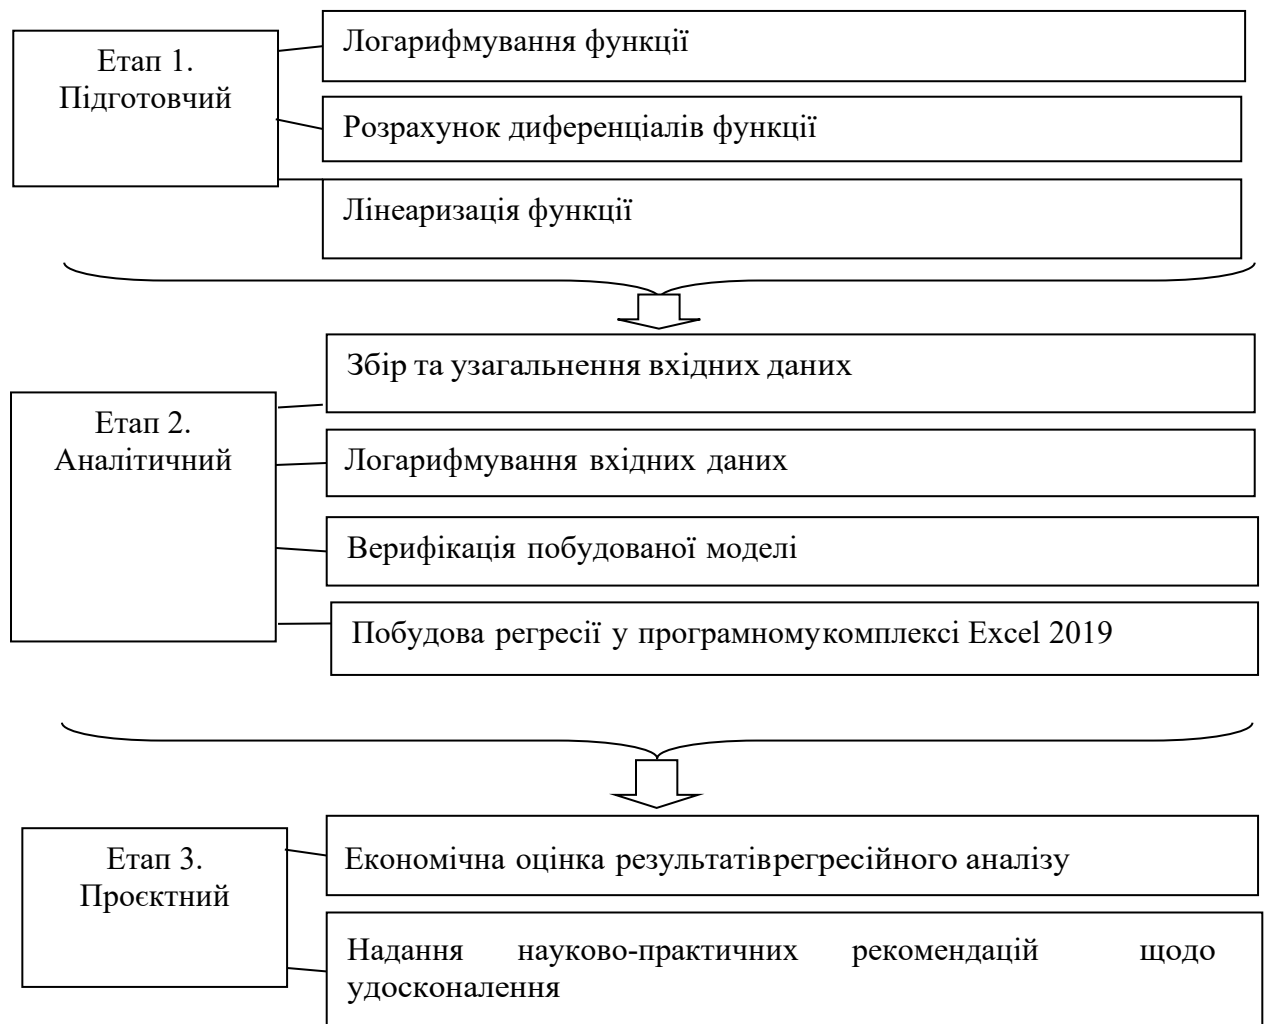 Етап 1.
Підготовчий
Логарифмування функції
Розрахунок диференціалів функції
Лінеаризація функції
Етап 2.
Аналітичний
Збір та узагальнення вхідних даних
Логарифмування вхідних даних
Верифікація побудованої моделі
Побудова регресії у програмномукомплексі Excel 2019
Етап 3.
Проєктний
Економічна оцінка результатіврегресійного аналізу
Надання науково-практичних рекомендацій щодо
удосконалення